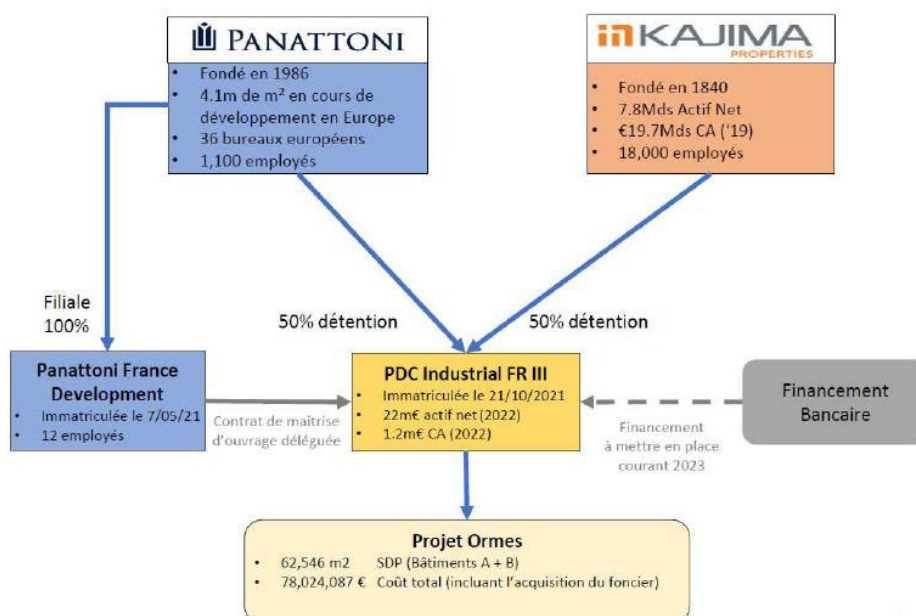 PANATTONI
• Fondé en 1986
• 4.1m de m² en cours de
développement en Europe
• 36 bureaux européens
• 1,100 employés
KAJIMA
PROPERTIES
• Fondé en 1840
• 7.8Mds Actif Net
• €19.7Mds CA ('19)
• 18,000 employés
Filiale
100%
50% détention
50% détention
Panattoni France
Development
• Immatriculée le 7/05/21
• 12 employés
Contrat de maîtrise
d'ouvrage déléguée
PDC Industrial FR III
• Immatriculée le 21/10/2021
• 22m€ actif net (2022)
• 1.2m€ CA (2022)
Financement
à mettre en place
courant 2023
Financement
Bancaire
Projet Ormes
• 62,546 m2 SDP (Bâtiments A + B)
• 78,024,087 € Coût total (incluant l'acquisition du foncier)